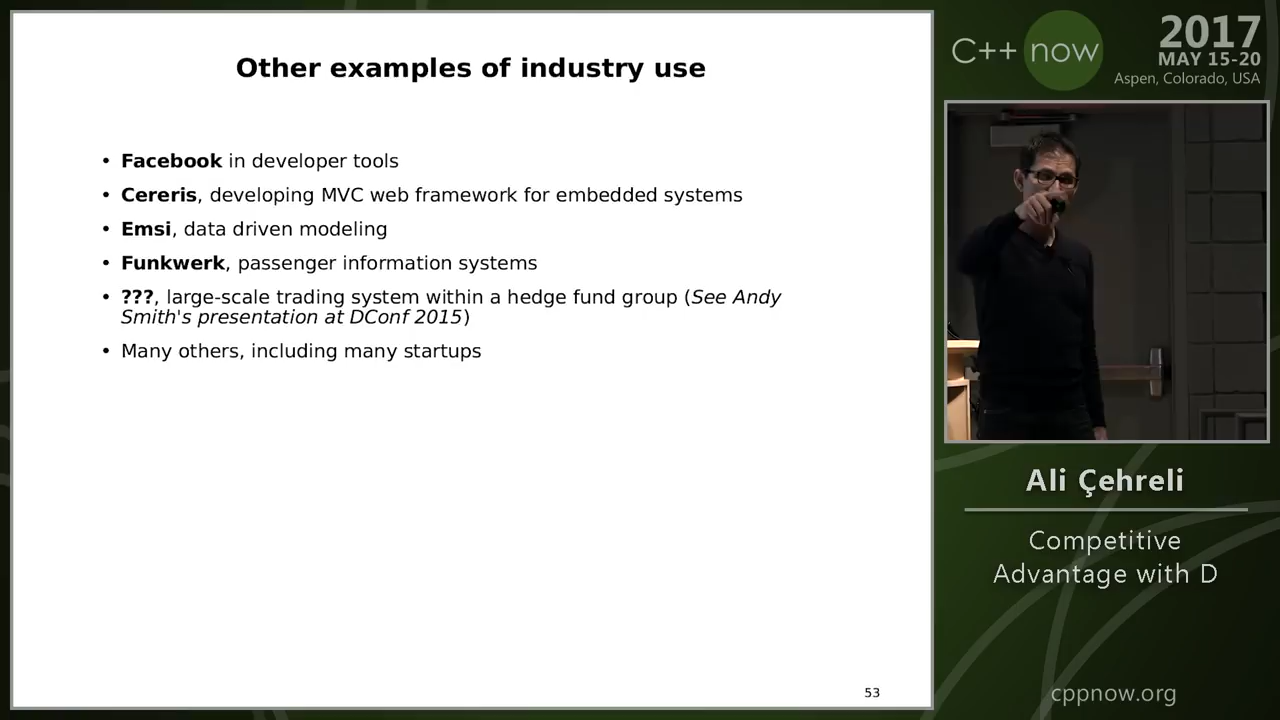 Other examples of industry use
• Facebook in developer tools
• Cereris, developing MVC web framework for embedded systems
• Emsi, data driven modeling
• Funkwerk, passenger information systems
• ???, large-scale trading system within a hedge fund group (See Andy
Smith's presentation at DConf 2015)
• Many others, including many startups
53
C++ now
2017
MAY 15-20
Aspen, Colorado, USA
Ali Çehreli
Competitive
Advantage with D
cppnow.org